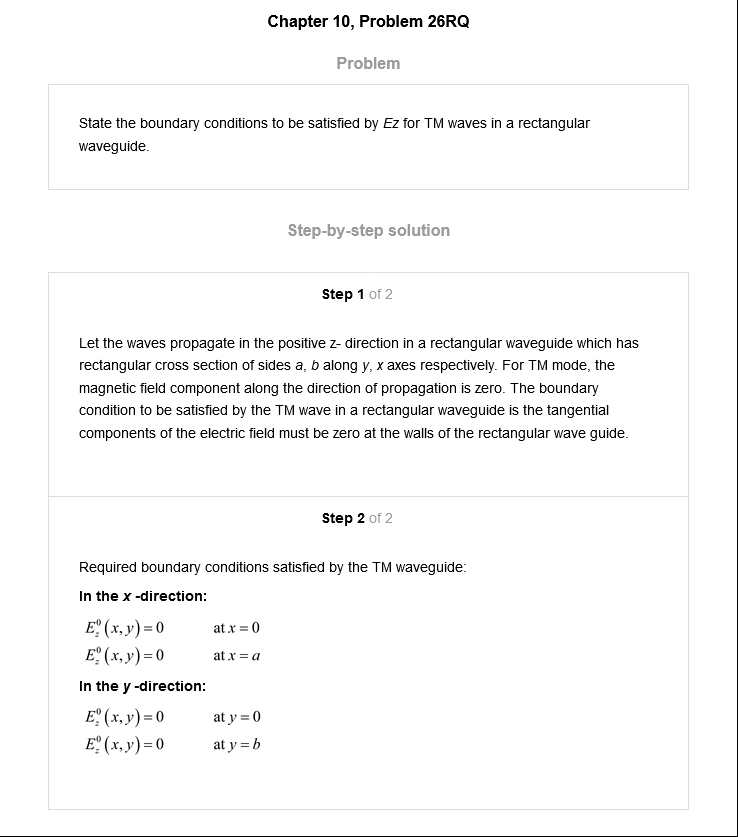 Chapter 10, Problem 26RQ
Problem
State the boundary conditions to be satisfied by Ez for TM waves in a rectangular
waveguide.
Step-by-step solution
Step 1 of 2
Let the waves propagate in the positive z- direction in a rectangular waveguide which has
rectangular cross section of sides a, b along y, x axes respectively. For TM mode, the
magnetic field component along the direction of propagation is zero. The boundary
condition to be satisfied by the TM wave in a rectangular waveguide is the tangential
components of the electric field must be zero at the walls of the rectangular wave guide.
Step 2 of 2
Required boundary conditions satisfied by the TM waveguide:
In the x -direction:
E_z^0 (x, y) = 0 at x = 0
E_z^0 (x, y) = 0 at x = a
In the y -direction:
E_z^0 (x, y) = 0 at y = 0
E_z^0 (x, y) = 0 at y = b